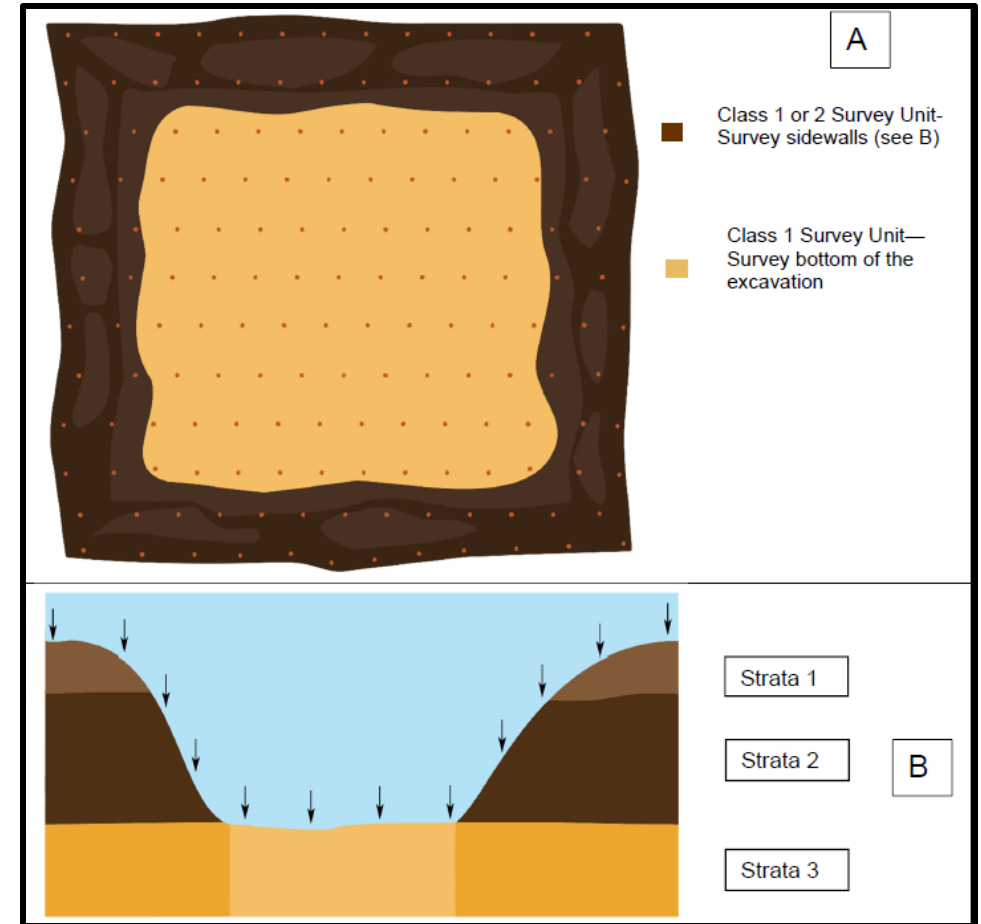 A
Class 1 or 2 Survey Unit-
Survey sidewalls (see B)
Class 1 Survey Unit—
Survey bottom of the
excavation
Strata 1
Strata 2
B
Strata 3